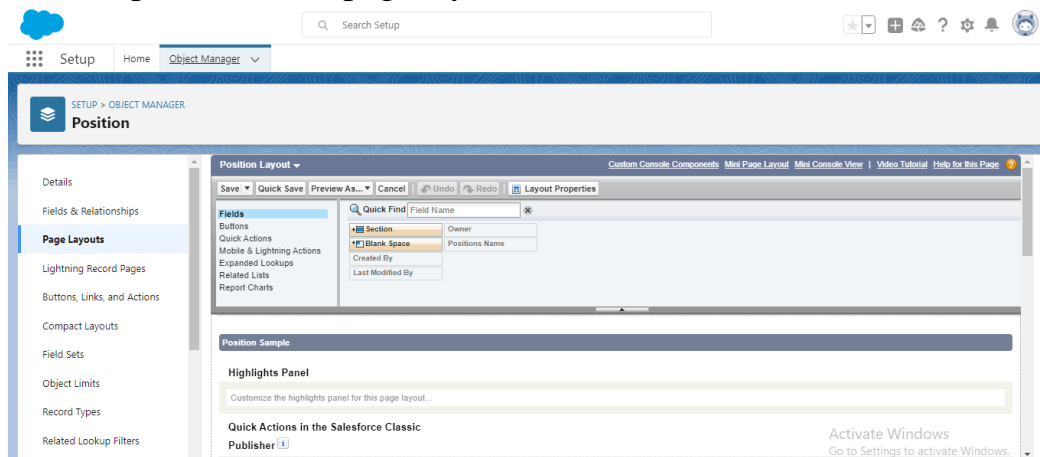 Search Setup
Setup Home Object Manager
SETUP > OBJECT MANAGER
Position
Details
Fields & Relationships
Page Layouts
Lightning Record Pages
Buttons, Links, and Actions
Compact Layouts
Field Sets
Object Limits
Record Types
Related Lookup Filters
Position Layout Custom Console Components Mini Page Layout Mini Console View | Video Tutorial Help for this Page ?
Save Quick Save Preview As... Cancel Undo Redo Layout Properties
Fields
Buttons
Quick Actions
Mobile & Lightning Actions
Expanded Lookups
Related Lists
Report Charts
Quick Find Field Name
Section Owner
Blank Space Positions Name
Created By
Last Modified By
Position Sample
Highlights Panel
Customize the highlights panel for this page layout...
Quick Actions in the Salesforce Classic
Publisher i
Activate Windows
Go to Settings to activate Windows.